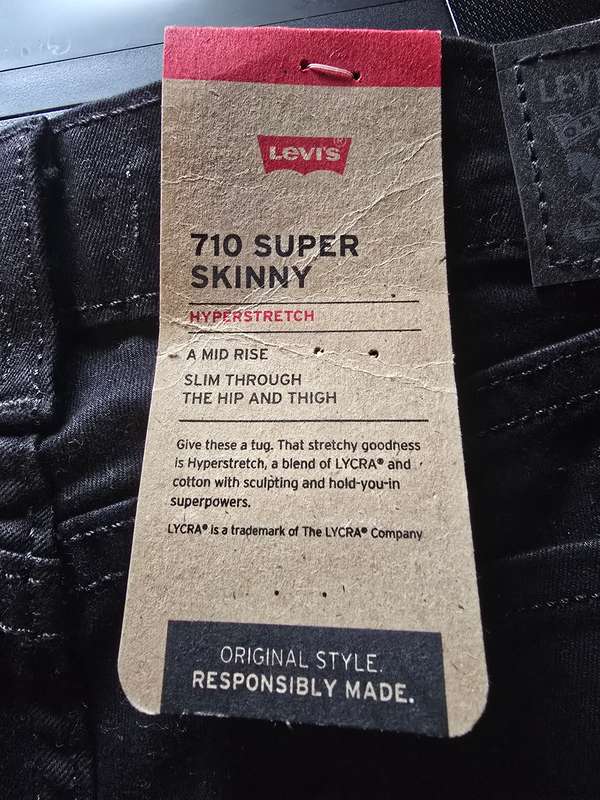 LEVI'S®
710 SUPER
SKINNY
HYPERSTRETCH
A MID RISE
SLIM THROUGH
THE HIP AND THIGH
Give these a tug. That stretchy goodness
is Hyperstretch, a blend of LYCRA® and
cotton with sculpting and hold-you-in
superpowers.
LYCRA® is a trademark of The LYCRA® Company
ORIGINAL STYLE.
RESPONSIBLY MADE.